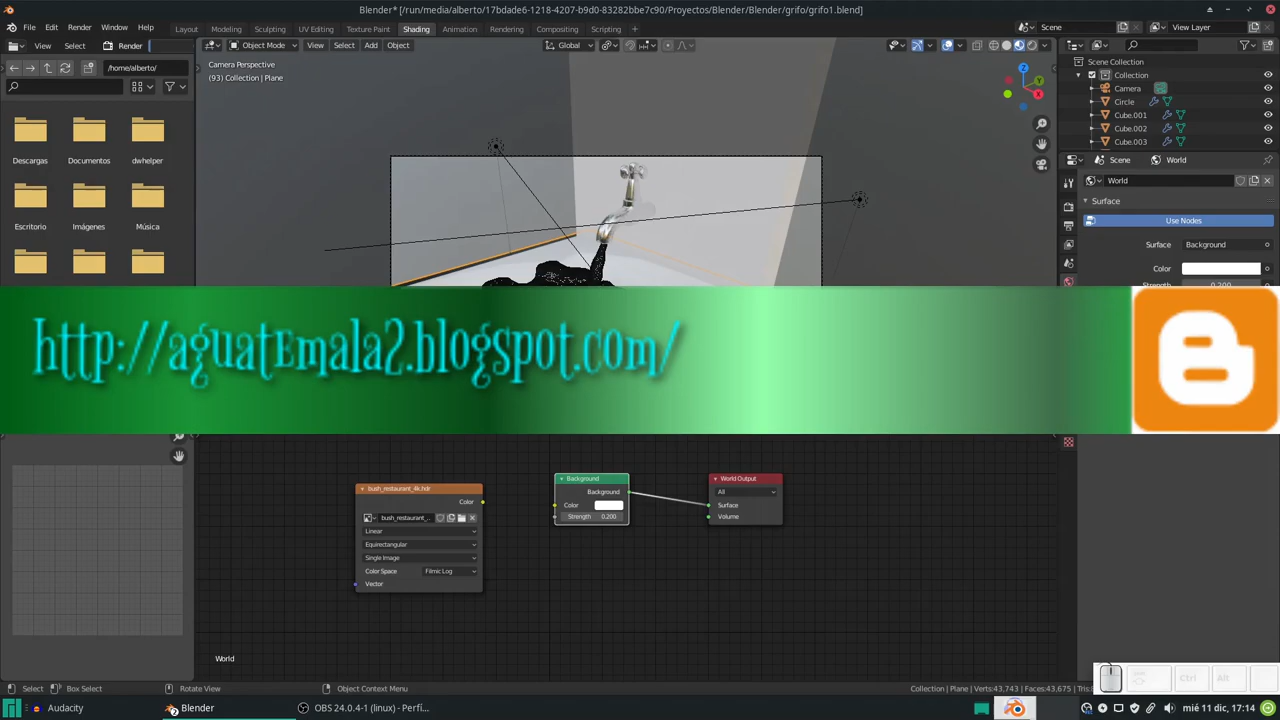 Blender* [/run/media/alberto/17bdade6-1218-4207-b9d0-83282bbe7c90/Proyectos/Blender/grifo/grifo1.blend]
File Edit Render Window Help Layout Modeling Sculpting UV Editing Texture Paint Shading Animation Rendering Compositing Scripting Scene View Layer
View Select Render Object Mode View Select Add Object Global
/home/alberto/
Camera Perspective
(93) Collection | Plane
Descargas Documentos dwhelper
Escritorio Imágenes Música
Scene Collection
Collection
Camera
Circle
Cube.001
Cube.002
Cube.003
Scene World
World
Surface
Use Nodes
Surface Background
Color
Strength 0.200
http://aguatEmala2.blogspot.com/
bush_restaurant_4k.hdr
Color
bush_restaurant_..
Linear
Equirectangular
Single Image
Color Space Filmic Log
Vector
Background
Background
Color
Strength 0.200
World Output
All
Surface
Volume
World
Select Box Select Rotate View Object Context Menu Collection | Plane | Verts:43,743 | Faces:43,675 | Tris:
Ctrl Alt
Audacity Blender OBS 24.0.4-1 (linux) - Perfi... mié 11 dic, 17:14